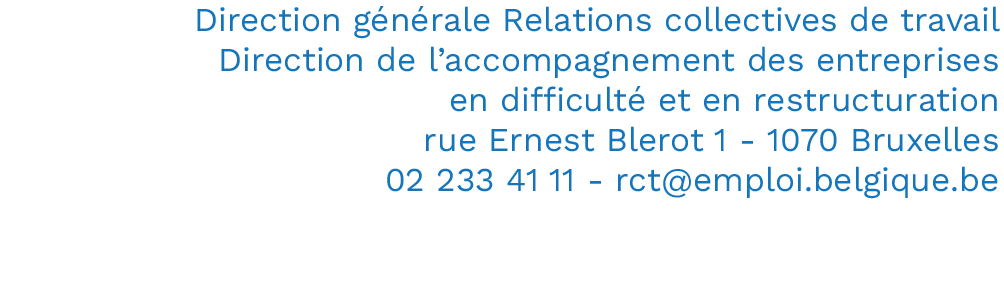 Direction générale Relations collectives de travail
Direction de l’accompagnement des entreprises
en difficulté et en restructuration
rue Ernest Blerot 1 - 1070 Bruxelles
02 233 41 11 - rct@emploi.belgique.be